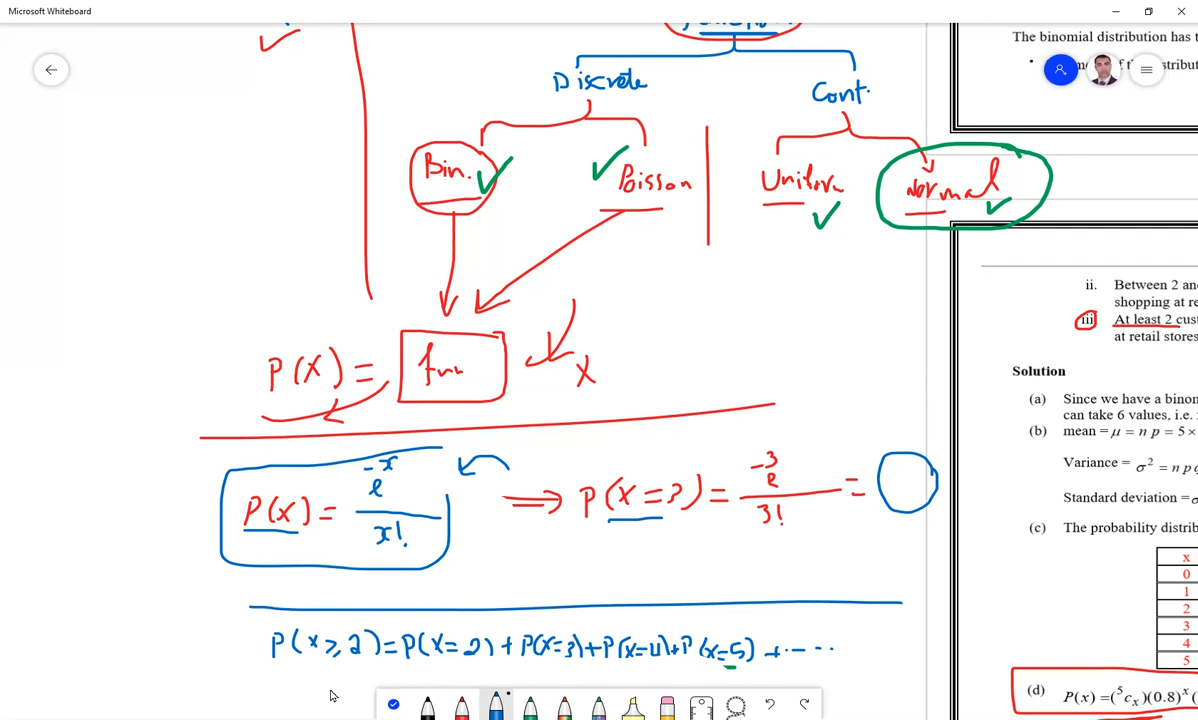 Microsoft Whiteboard
Discrete
Cont.
Bin.
Poisson
Uniform
Normal
P(X) =
X
P(x) = e^-x / x!
⟹ P(X=3) = e^-3 / 3! =
P(x≥2)=P(X=2)+P(X=3)+P(X=4)+P(X=5)+.....
The binomial distribution has t
stribut
ii. Between 2 an
shopping at re
iii At least 2 cus
at retail stores
Solution
(a) Since we have a binon
can take 6 values, i.e.
(b) mean = μ = n p = 5 ×
Variance = σ² = n p q
Standard deviation = σ
(c) The probability distrib
x
0
1
2
3
4
5
(d) P(x) =(⁵cₓ)(0.8)ˣ(